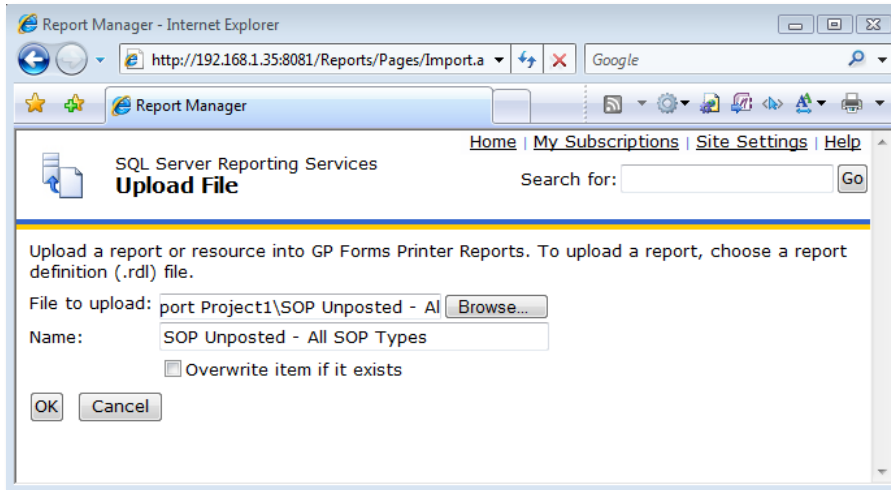 Report Manager - Internet Explorer
http://192.168.1.35:8081/Reports/Pages/Import.a
Google
Report Manager
Home | My Subscriptions | Site Settings | Help
SQL Server Reporting Services
Upload File
Search for:
Go
Upload a report or resource into GP Forms Printer Reports. To upload a report, choose a report
definition (.rdl) file.
File to upload: port Project1\SOP Unposted - Al Browse...
Name: SOP Unposted - All SOP Types
Overwrite item if it exists
OK Cancel